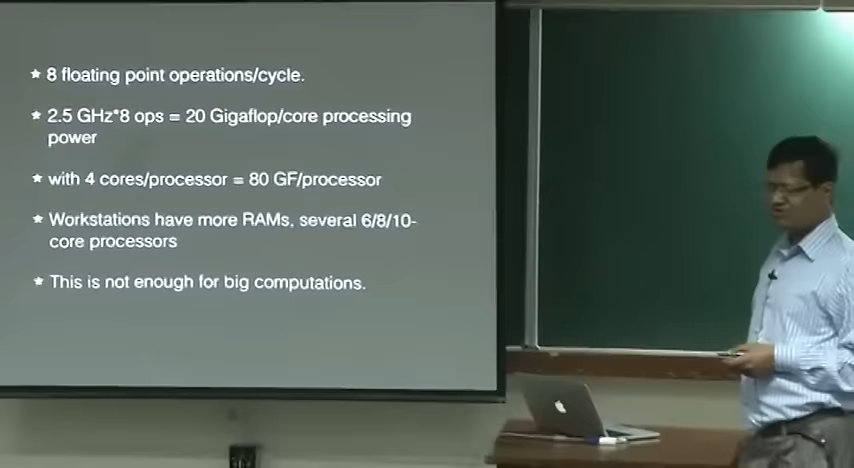 ★ 8 floating point operations/cycle.
★ 2.5 GHz*8 ops = 20 Gigaflop/core processing
power
★ with 4 cores/processor = 80 GF/processor
★ Workstations have more RAMs, several 6/8/10-
core processors
★ This is not enough for big computations.